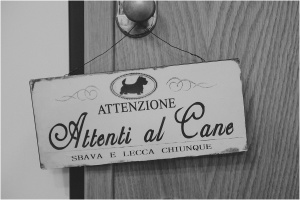 ATTENZIONE
Attenti al Cane
SBAVA E LECCA CHIUNQUE